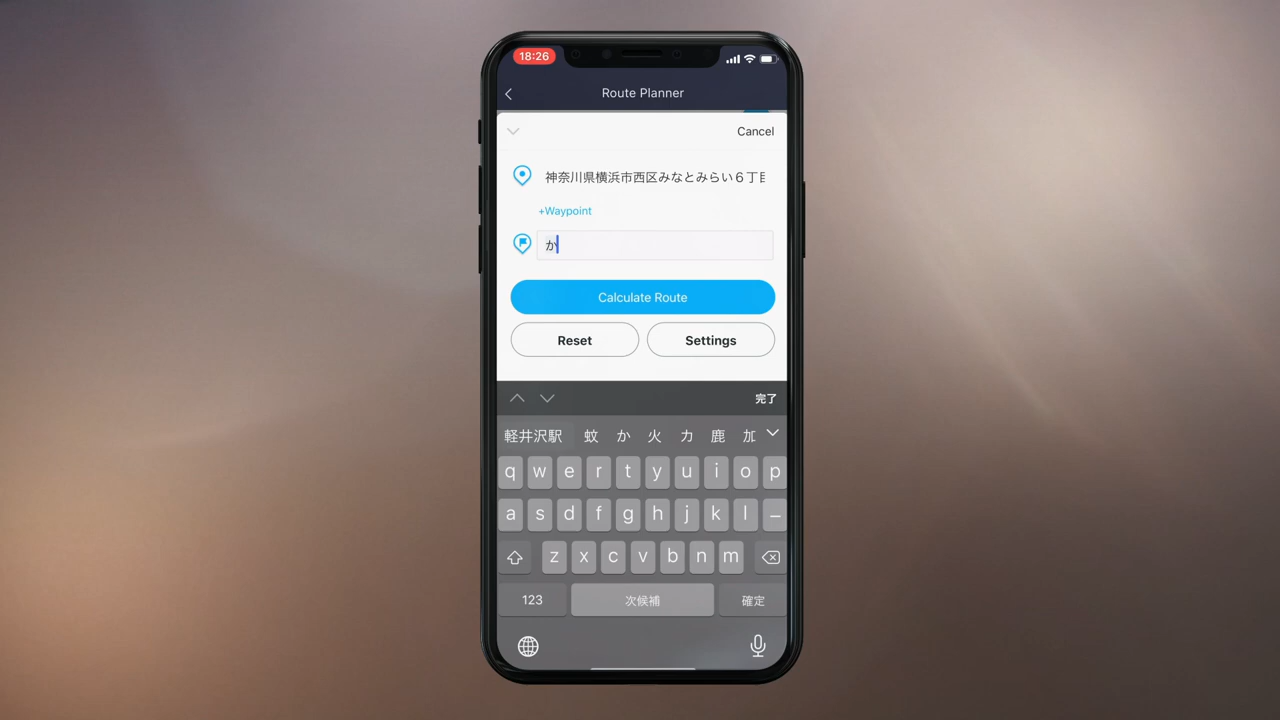 18:26
Route Planner
Cancel
神奈川県横浜市西区みなとみらい６丁目
+Waypoint
か
Calculate Route
Reset Settings
完了
軽井沢駅 蚊 か 火 カ 鹿 加
q w e r t y u i o p
a s d f g h j k l –
z x c v b n m
123 次候補 確定